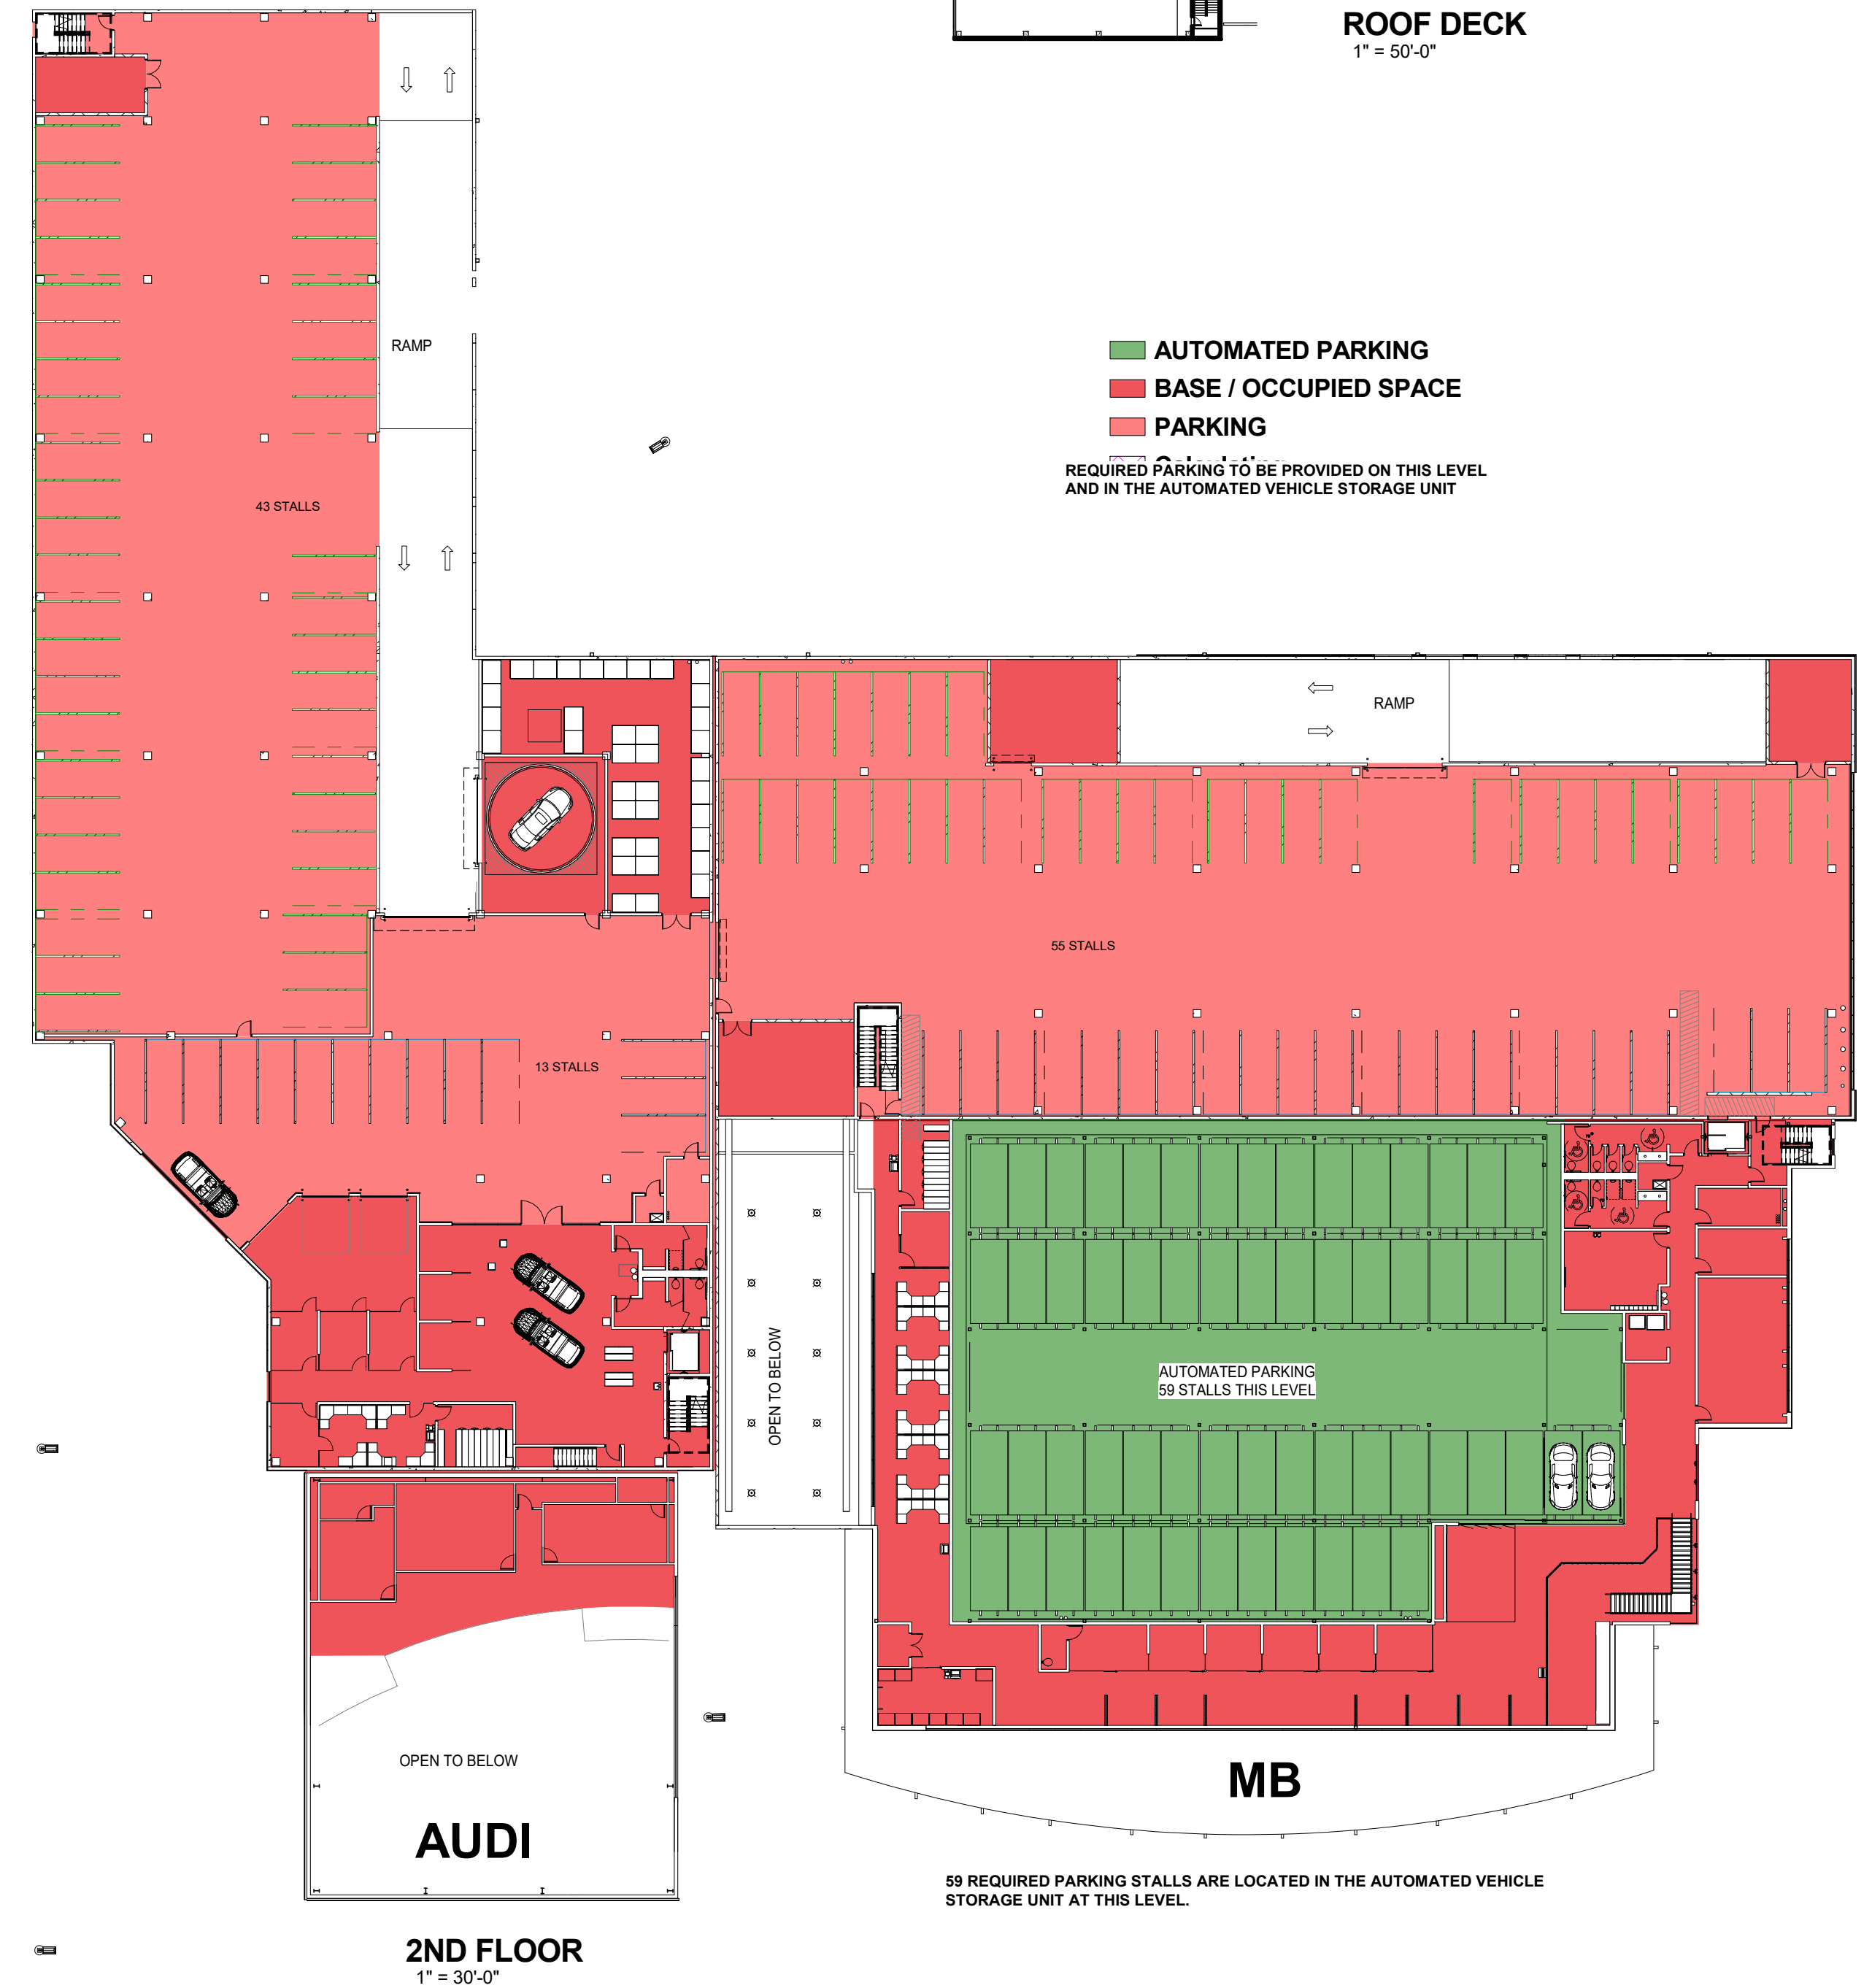 ROOF DECK
1" = 50'-0"
RAMP
AUTOMATED PARKING
BASE / OCCUPIED SPACE
PARKING
REQUIRED PARKING TO BE PROVIDED ON THIS LEVEL
AND IN THE AUTOMATED VEHICLE STORAGE UNIT
43 STALLS
RAMP
55 STALLS
13 STALLS
OPEN TO BELOW
AUTOMATED PARKING
59 STALLS THIS LEVEL
OPEN TO BELOW
MB
AUDI
59 REQUIRED PARKING STALLS ARE LOCATED IN THE AUTOMATED VEHICLE
STORAGE UNIT AT THIS LEVEL.
2ND FLOOR
1" = 30'-0"